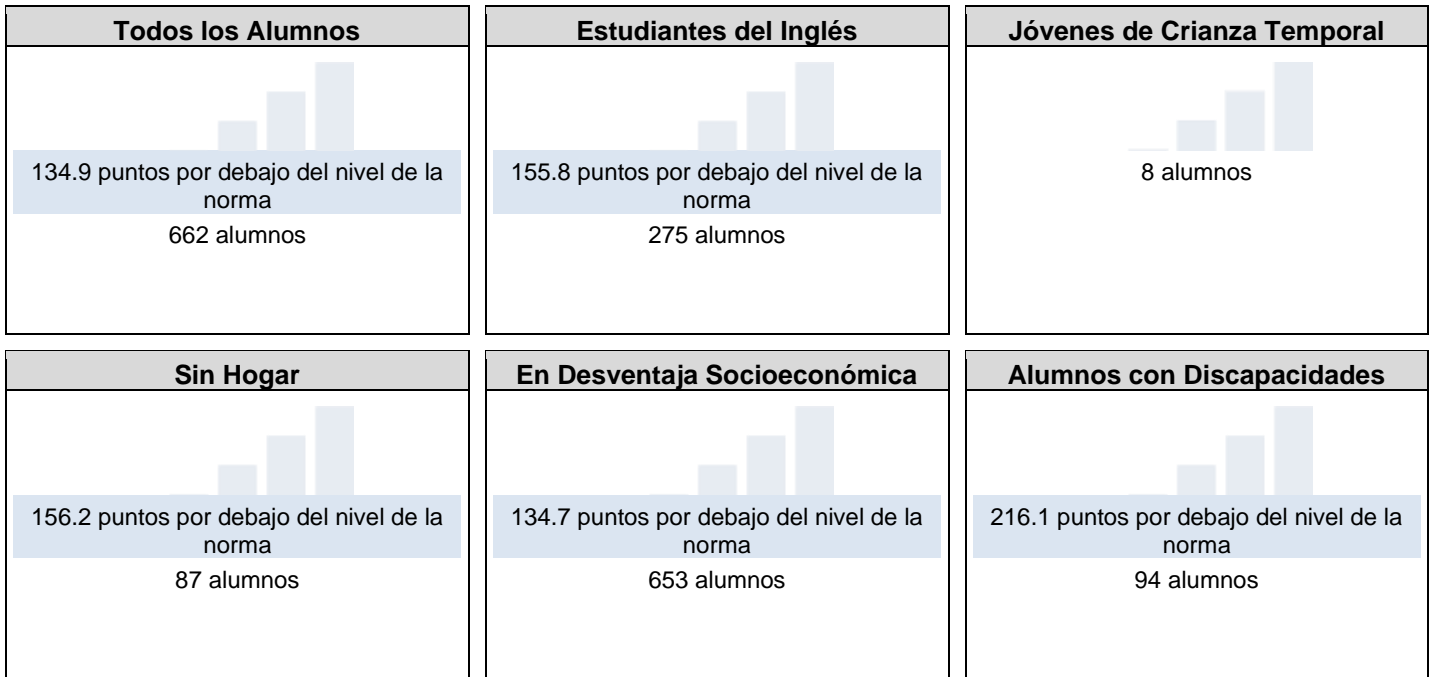 Todos los Alumnos
134.9 puntos por debajo del nivel de la
norma
662 alumnos
Estudiantes del Inglés
155.8 puntos por debajo del nivel de la
norma
275 alumnos
Jóvenes de Crianza Temporal
8 alumnos
Sin Hogar
156.2 puntos por debajo del nivel de la
norma
87 alumnos
En Desventaja Socioeconómica
134.7 puntos por debajo del nivel de la
norma
653 alumnos
Alumnos con Discapacidades
216.1 puntos por debajo del nivel de la
norma
94 alumnos